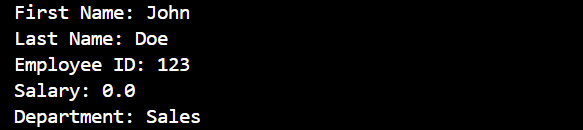 First Name: John
Last Name: Doe
Employee ID: 123
Salary: 0.0
Department: Sales